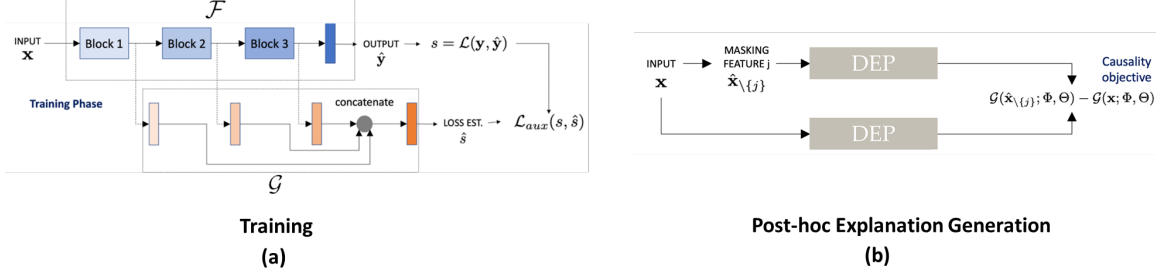 𝓕
INPUT
𝐱
Block 1
Block 2
Block 3
OUTPUT
ŷ
s = 𝓛(𝐲, ŷ)
Training Phase
concatenate
LOSS EST.
ŝ
𝓛_aux(s, ŝ)
𝓖
Training
(a)
INPUT
𝐱
MASKING
FEATURE j
x̂_\{j}
DEP
DEP
Causality
objective
𝓖(x̂_\{j}; Φ, Θ) − 𝓖(𝐱; Φ, Θ)
Post-hoc Explanation Generation
(b)